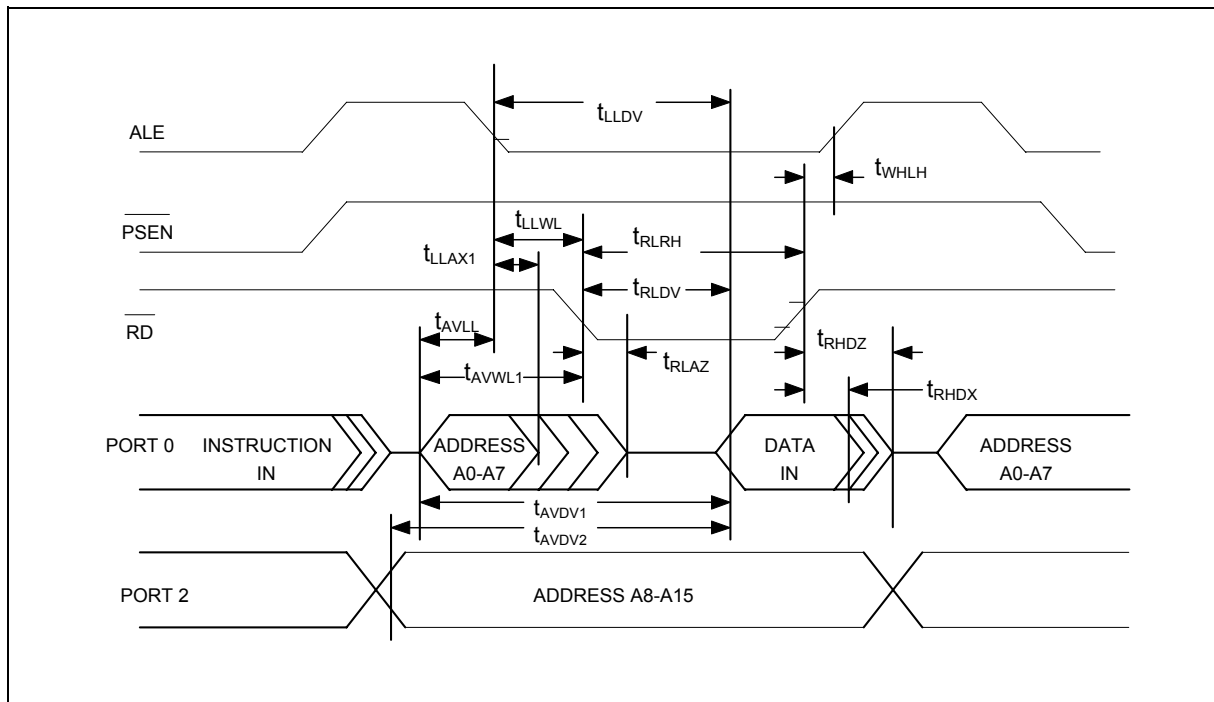 ALE
tLLDV
tWHLH
PSEN
tLLWL
tRLRH
tLLAX1
tRLDV
RD
tAVLL
tRHDZ
tRLAZ
tAVWL1
tRHDX
PORT 0
INSTRUCTION
IN
ADDRESS
A0-A7
DATA
IN
ADDRESS
A0-A7
tAVDV1
tAVDV2
PORT 2
ADDRESS A8-A15